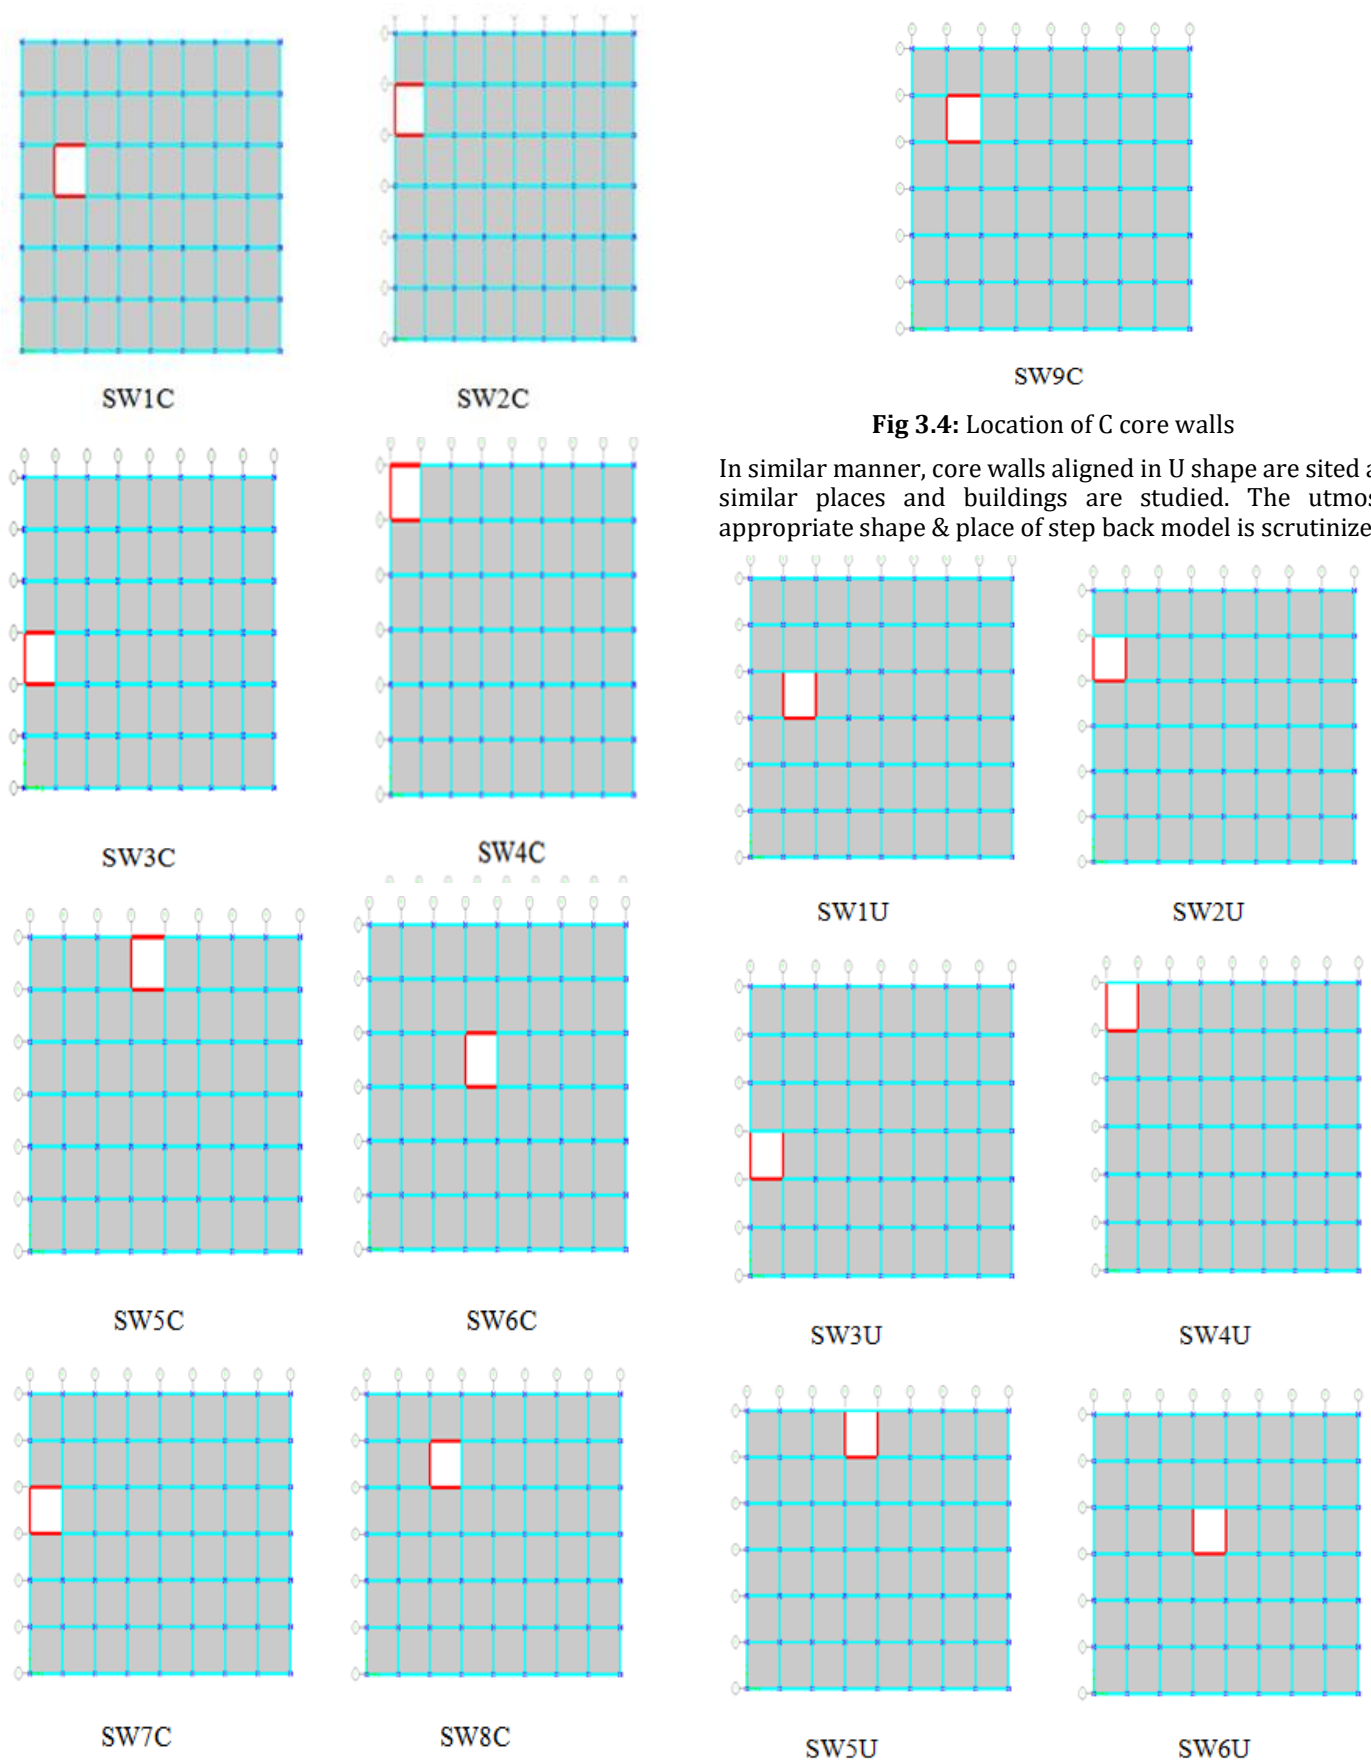 SW1C
SW2C
SW3C
SW4C
SW5C
SW6C
SW7C
SW8C
SW9C
Fig 3.4: Location of C core walls
In similar manner, core walls aligned in U shape are sited a
similar places and buildings are studied. The utmos
appropriate shape & place of step back model is scrutinize
SW1U
SW2U
SW3U
SW4U
SW5U
SW6U